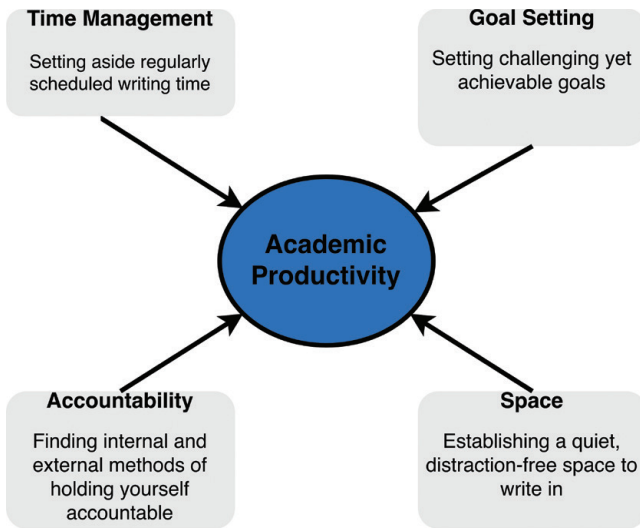 Time Management
Setting aside regularly
scheduled writing time
Goal Setting
Setting challenging yet
achievable goals
Academic
Productivity
Accountability
Finding internal and
external methods of
holding yourself
accountable
Space
Establishing a quiet,
distraction-free space to
write in